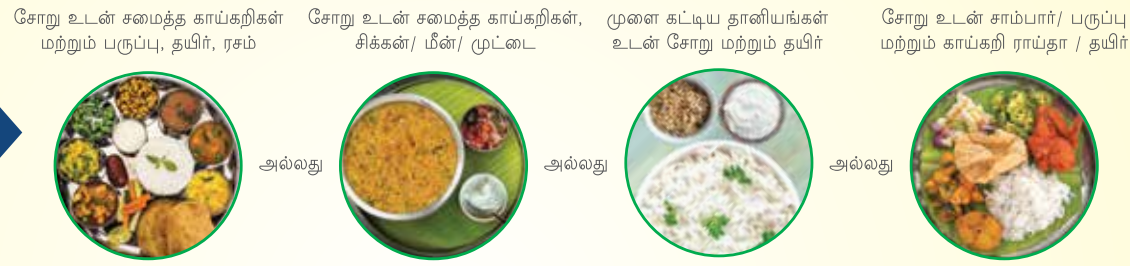 சோறு உடன் சமைத்த காய்கறிகள்
மற்றும் பருப்பு, தயிர், ரசம்
சோறு உடன் சமைத்த காய்கறிகள்,
சிக்கன்/ மீன்/ முட்டை
முளை கட்டிய தானியங்கள்
உடன் சோறு மற்றும் தயிர்
சோறு உடன் சாம்பார்/ பருப்பு
மற்றும் காய்கறி ராய்தா / தயிர்
அல்லது
அல்லது
அல்லது